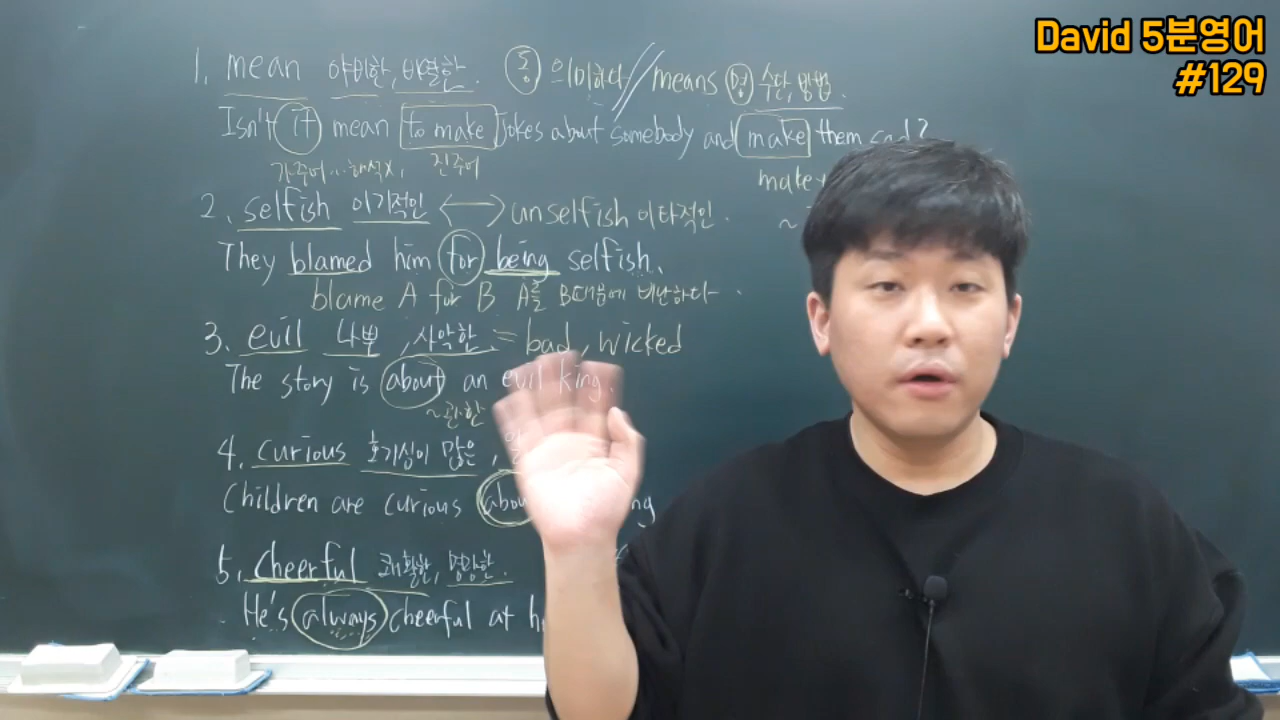 David 5분영어
#129
1. mean 야비한, 비열한. 동 의미하다 // means 명 수단, 방법.
Isn't it mean to make jokes about somebody and make them sad?
가주어... 해석x, 진주어 make
2. selfish 이기적인 ↔ unselfish 이타적인.
They blamed him for being selfish.
blame A for B A를 B때문에 비난하다.
3. evil 나쁜, 사악한 = bad, wicked
The story is about an evil king.
~관한
4. curious 호기심이 많은,
Children are curious
5. cheerful 쾌활한, 명랑한.
He's always cheerful at